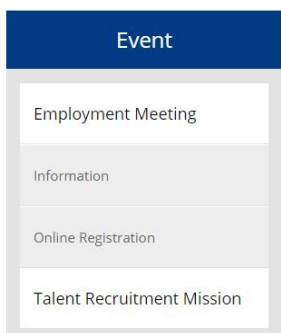 Event
Employment Meeting
Information
Online Registration
Talent Recruitment Mission